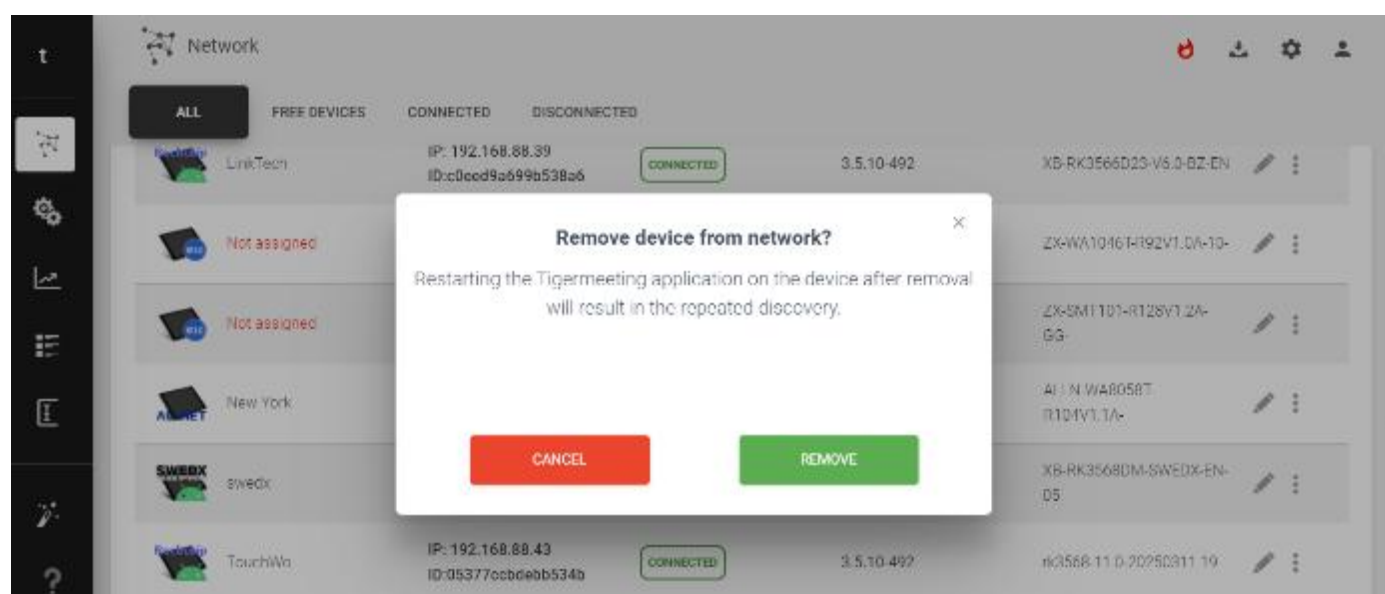 t
Network
ALL
FREE DEVICES
CONNECTED
DISCONNECTED
LinkTech
IP: 192.168.88.39
ID:c0eed9a699b538a6
CONNECTED
3.5.10-492
XB-RK3566D23-V6.0-BZ-EN
Not assigned
ZX-WA1046T-R92V1.0A-10-
Not assigned
ZX-SMT101-R128V1.2A-
GG-
New York
ALLN-WA8058T-
R104V1.1A-
SWEDX
swedx
XB-RK3568DM-SWEDX-EN-
05
TouchWo
IP: 192.168.88.43
ID:05377ccbdebb534b
CONNECTED
3.5.10-492
rk3568-11.0-20250311.19
Remove device from network?
Restarting the Tigermeeting application on the device after removal
will result in the repeated discovery.
CANCEL
REMOVE
?